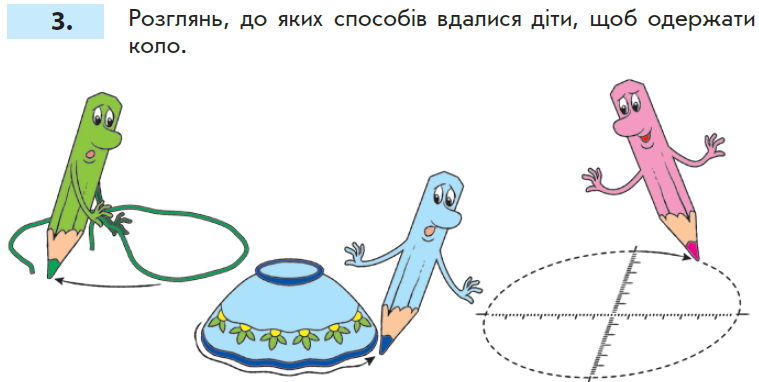 3. Розглянь, до яких способів вдалися діти, щоб одержати
коло.